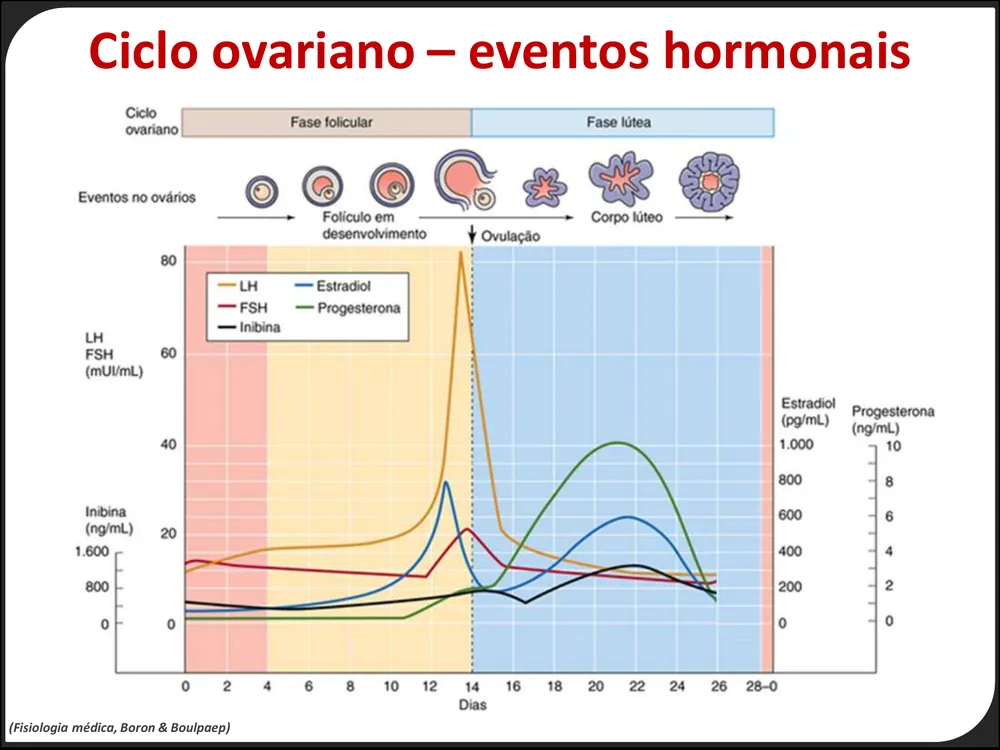 Ciclo ovariano – eventos hormonais
Ciclo
ovariano
Fase folicular
Fase lútea
Eventos no ovários
Folículo em
desenvolvimento
Corpo lúteo
Ovulação
80
60
40
20
0
LH
FSH
Inibina
Estradiol
Progesterona
LH
FSH
(mUI/mL)
Inibina
(ng/mL)
1.600
800
0
Estradiol
(pg/mL)
1.000
800
600
400
200
0
Progesterona
(ng/mL)
10
8
6
4
2
0
0 2 4 6 8 10 12 14 16 18 20 22 24 26 28–0
Dias
(Fisiologia médica, Boron & Boulpaep)